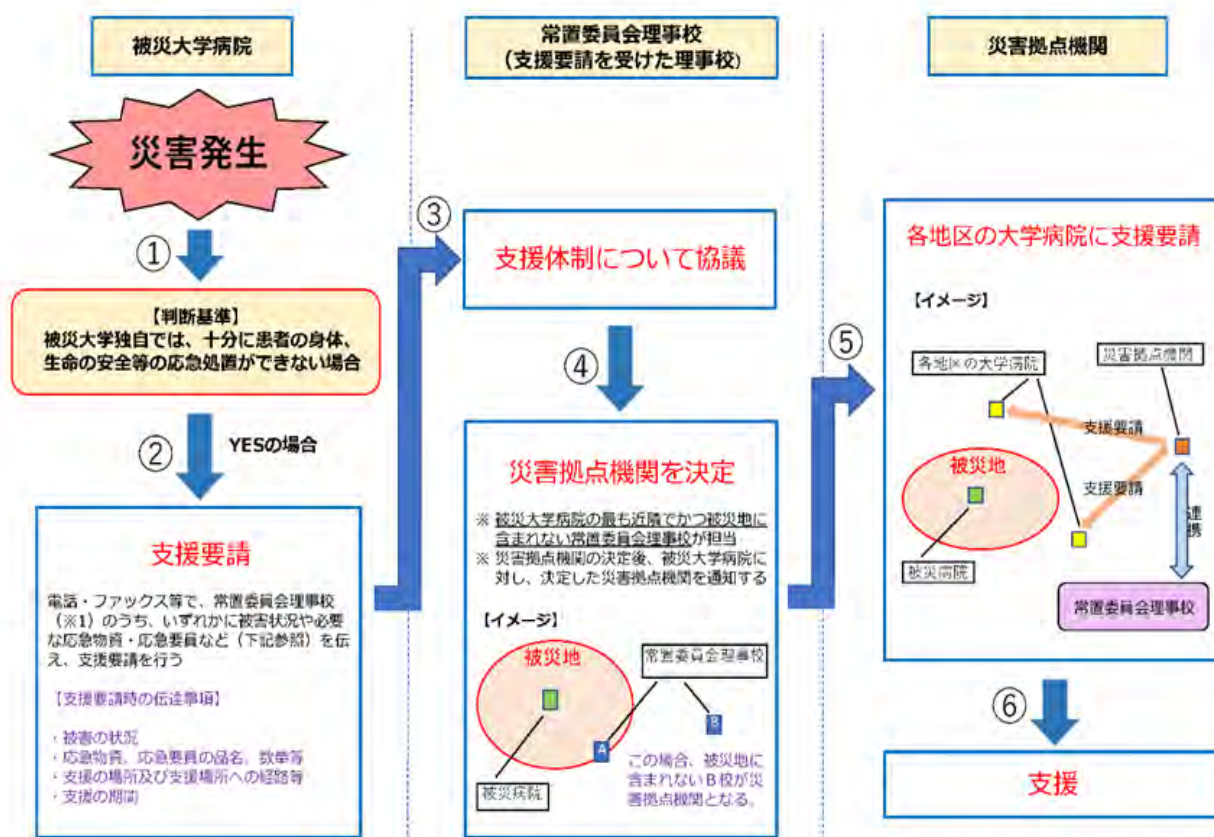 被災大学病院
災害発生
①
【判断基準】
被災大学独自では、十分に患者の身体、
生命の安全等の応急処置ができない場合
②
YESの場合
支援要請
電話・ファックス等で、常置委員会理事校
(※1)のうち、いずれかに被害状況や必要
な応急物資・応急要員など(下記参照)を伝
え、支援要請を行う
【支援要請時の伝達事項】
・被害の状況
・応急物資、応急要員の品名、数量等
・支援の場所及び支援場所への経路等
・支援の期間
常置委員会理事校
(支援要請を受けた理事校)
③
支援体制について協議
④
災害拠点機関を決定
※ 被災大学病院の最も近隣でかつ被災地に
含まれない常置委員会理事校が担当
※ 災害拠点機関の決定後、被災大学病院に
対し、決定した災害拠点機関を通知する
【イメージ】
被災地
常置委員会理事校
A
B
被災病院
この場合、被災地に
含まれないB校が災
害拠点機関となる。
災害拠点機関
⑤
各地区の大学病院に支援要請
【イメージ】
各地区の大学病院
災害拠点機関
支援要請
被災地
支援要請
連携
被災病院
常置委員会理事校
⑥
支援